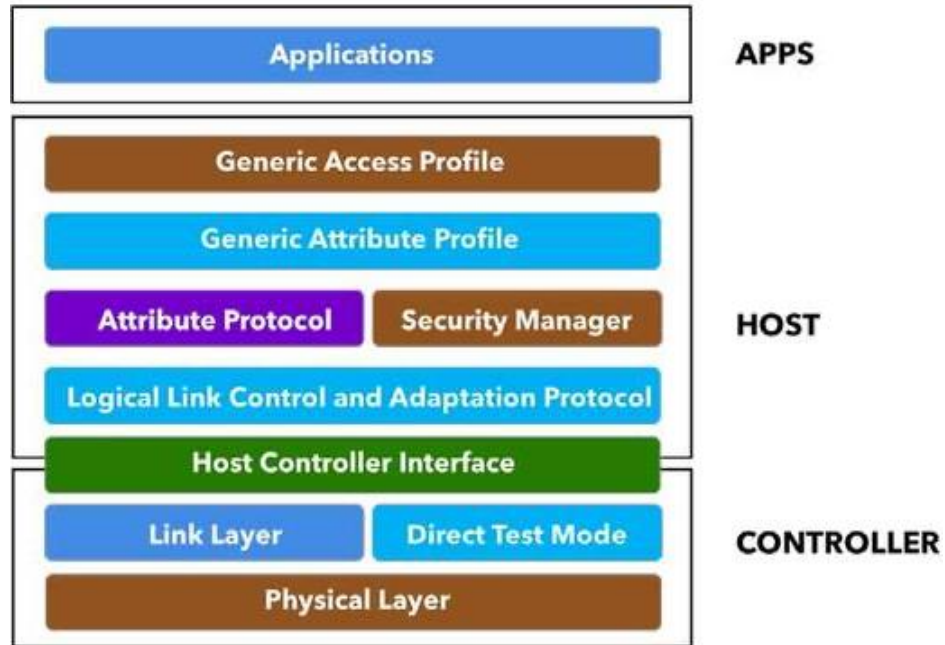 Applications
APPS
Generic Access Profile
Generic Attribute Profile
Attribute Protocol
Security Manager
HOST
Logical Link Control and Adaptation Protocol
Host Controller Interface
Link Layer
Direct Test Mode
CONTROLLER
Physical Layer